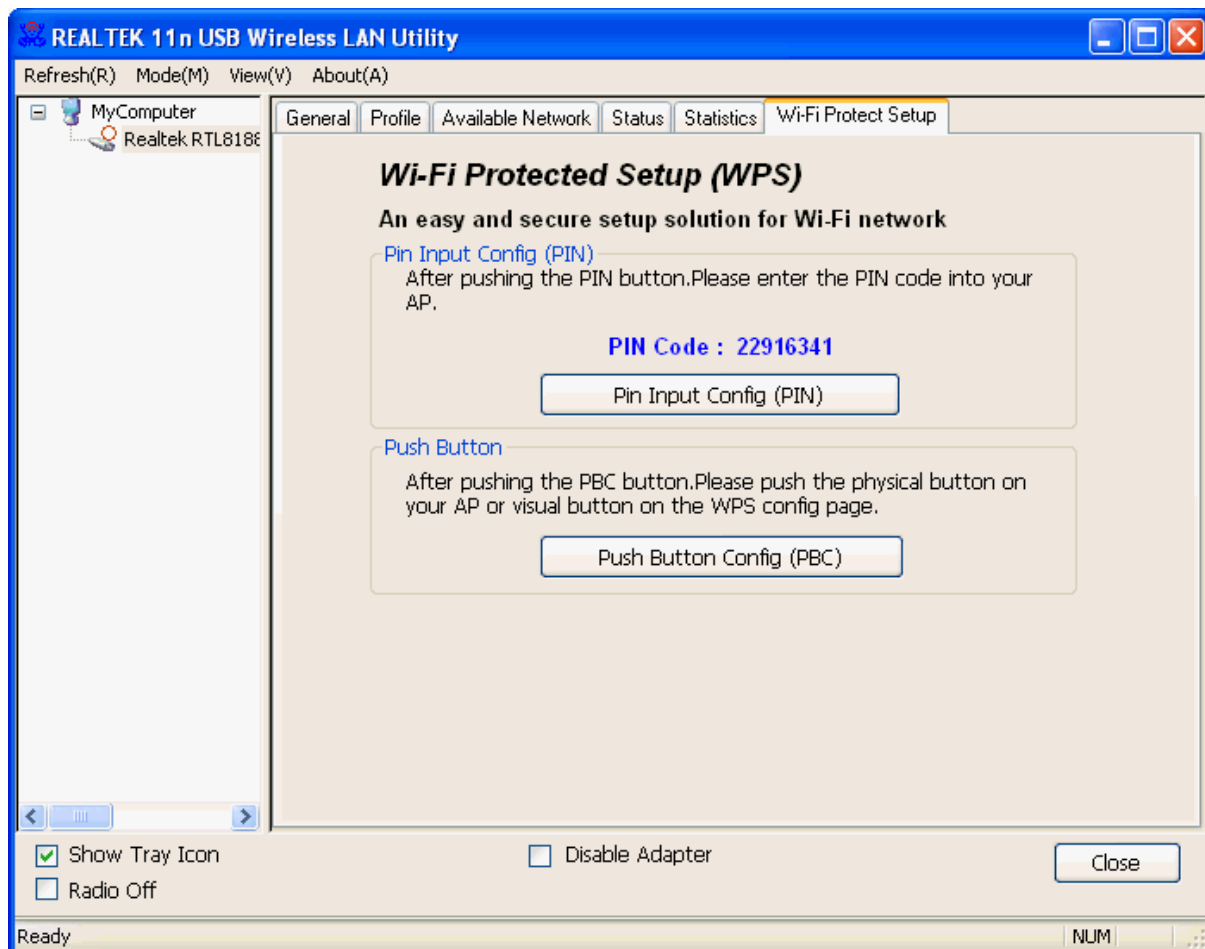 REALTEK 11n USB Wireless LAN Utility
Refresh(R) Mode(M) View(V) About(A)
MyComputer
Realtek RTL8188
General Profile Available Network Status Statistics Wi-Fi Protect Setup
Wi-Fi Protected Setup (WPS)
An easy and secure setup solution for Wi-Fi network
Pin Input Config (PIN)
After pushing the PIN button.Please enter the PIN code into your
AP.
PIN Code : 22916341
Pin Input Config (PIN)
Push Button
After pushing the PBC button.Please push the physical button on
your AP or visual button on the WPS config page.
Push Button Config (PBC)
Show Tray Icon
Disable Adapter
Close
Radio Off
Ready
NUM